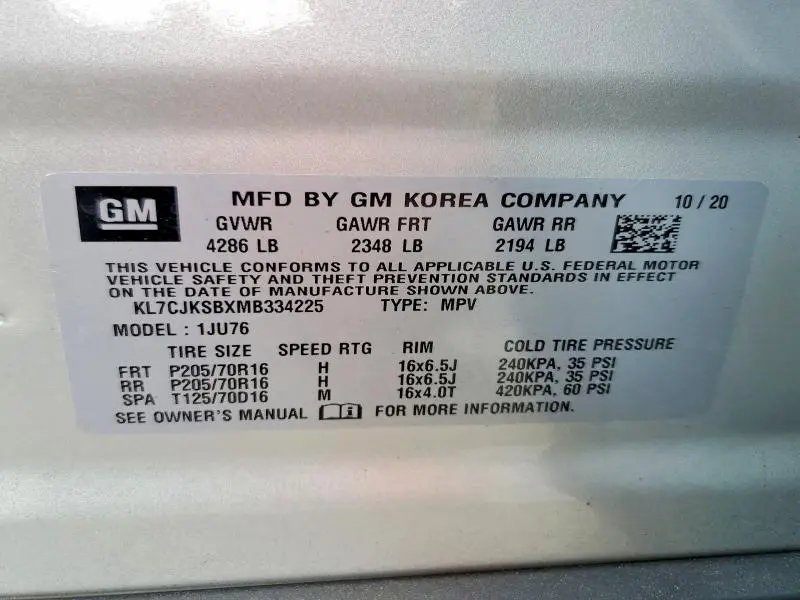 GM MFD BY GM KOREA COMPANY 10 / 20
GVWR GAWR FRT GAWR RR
4286 LB 2348 LB 2194 LB
THIS VEHICLE CONFORMS TO ALL APPLICABLE U.S. FEDERAL MOTOR
VEHICLE SAFETY AND THEFT PREVENTION STANDARDS IN EFFECT
ON THE DATE OF MANUFACTURE SHOWN ABOVE.
KL7CJKSBXMB334225 TYPE: MPV
MODEL : 1JU76
TIRE SIZE SPEED RTG RIM COLD TIRE PRESSURE
FRT P205/70R16 H 16x6.5J 240KPA, 35 PSI
RR P205/70R16 H 16x6.5J 240KPA, 35 PSI
SPA T125/70D16 M 16x4.0T 420KPA, 60 PSI
SEE OWNER'S MANUAL FOR MORE INFORMATION.